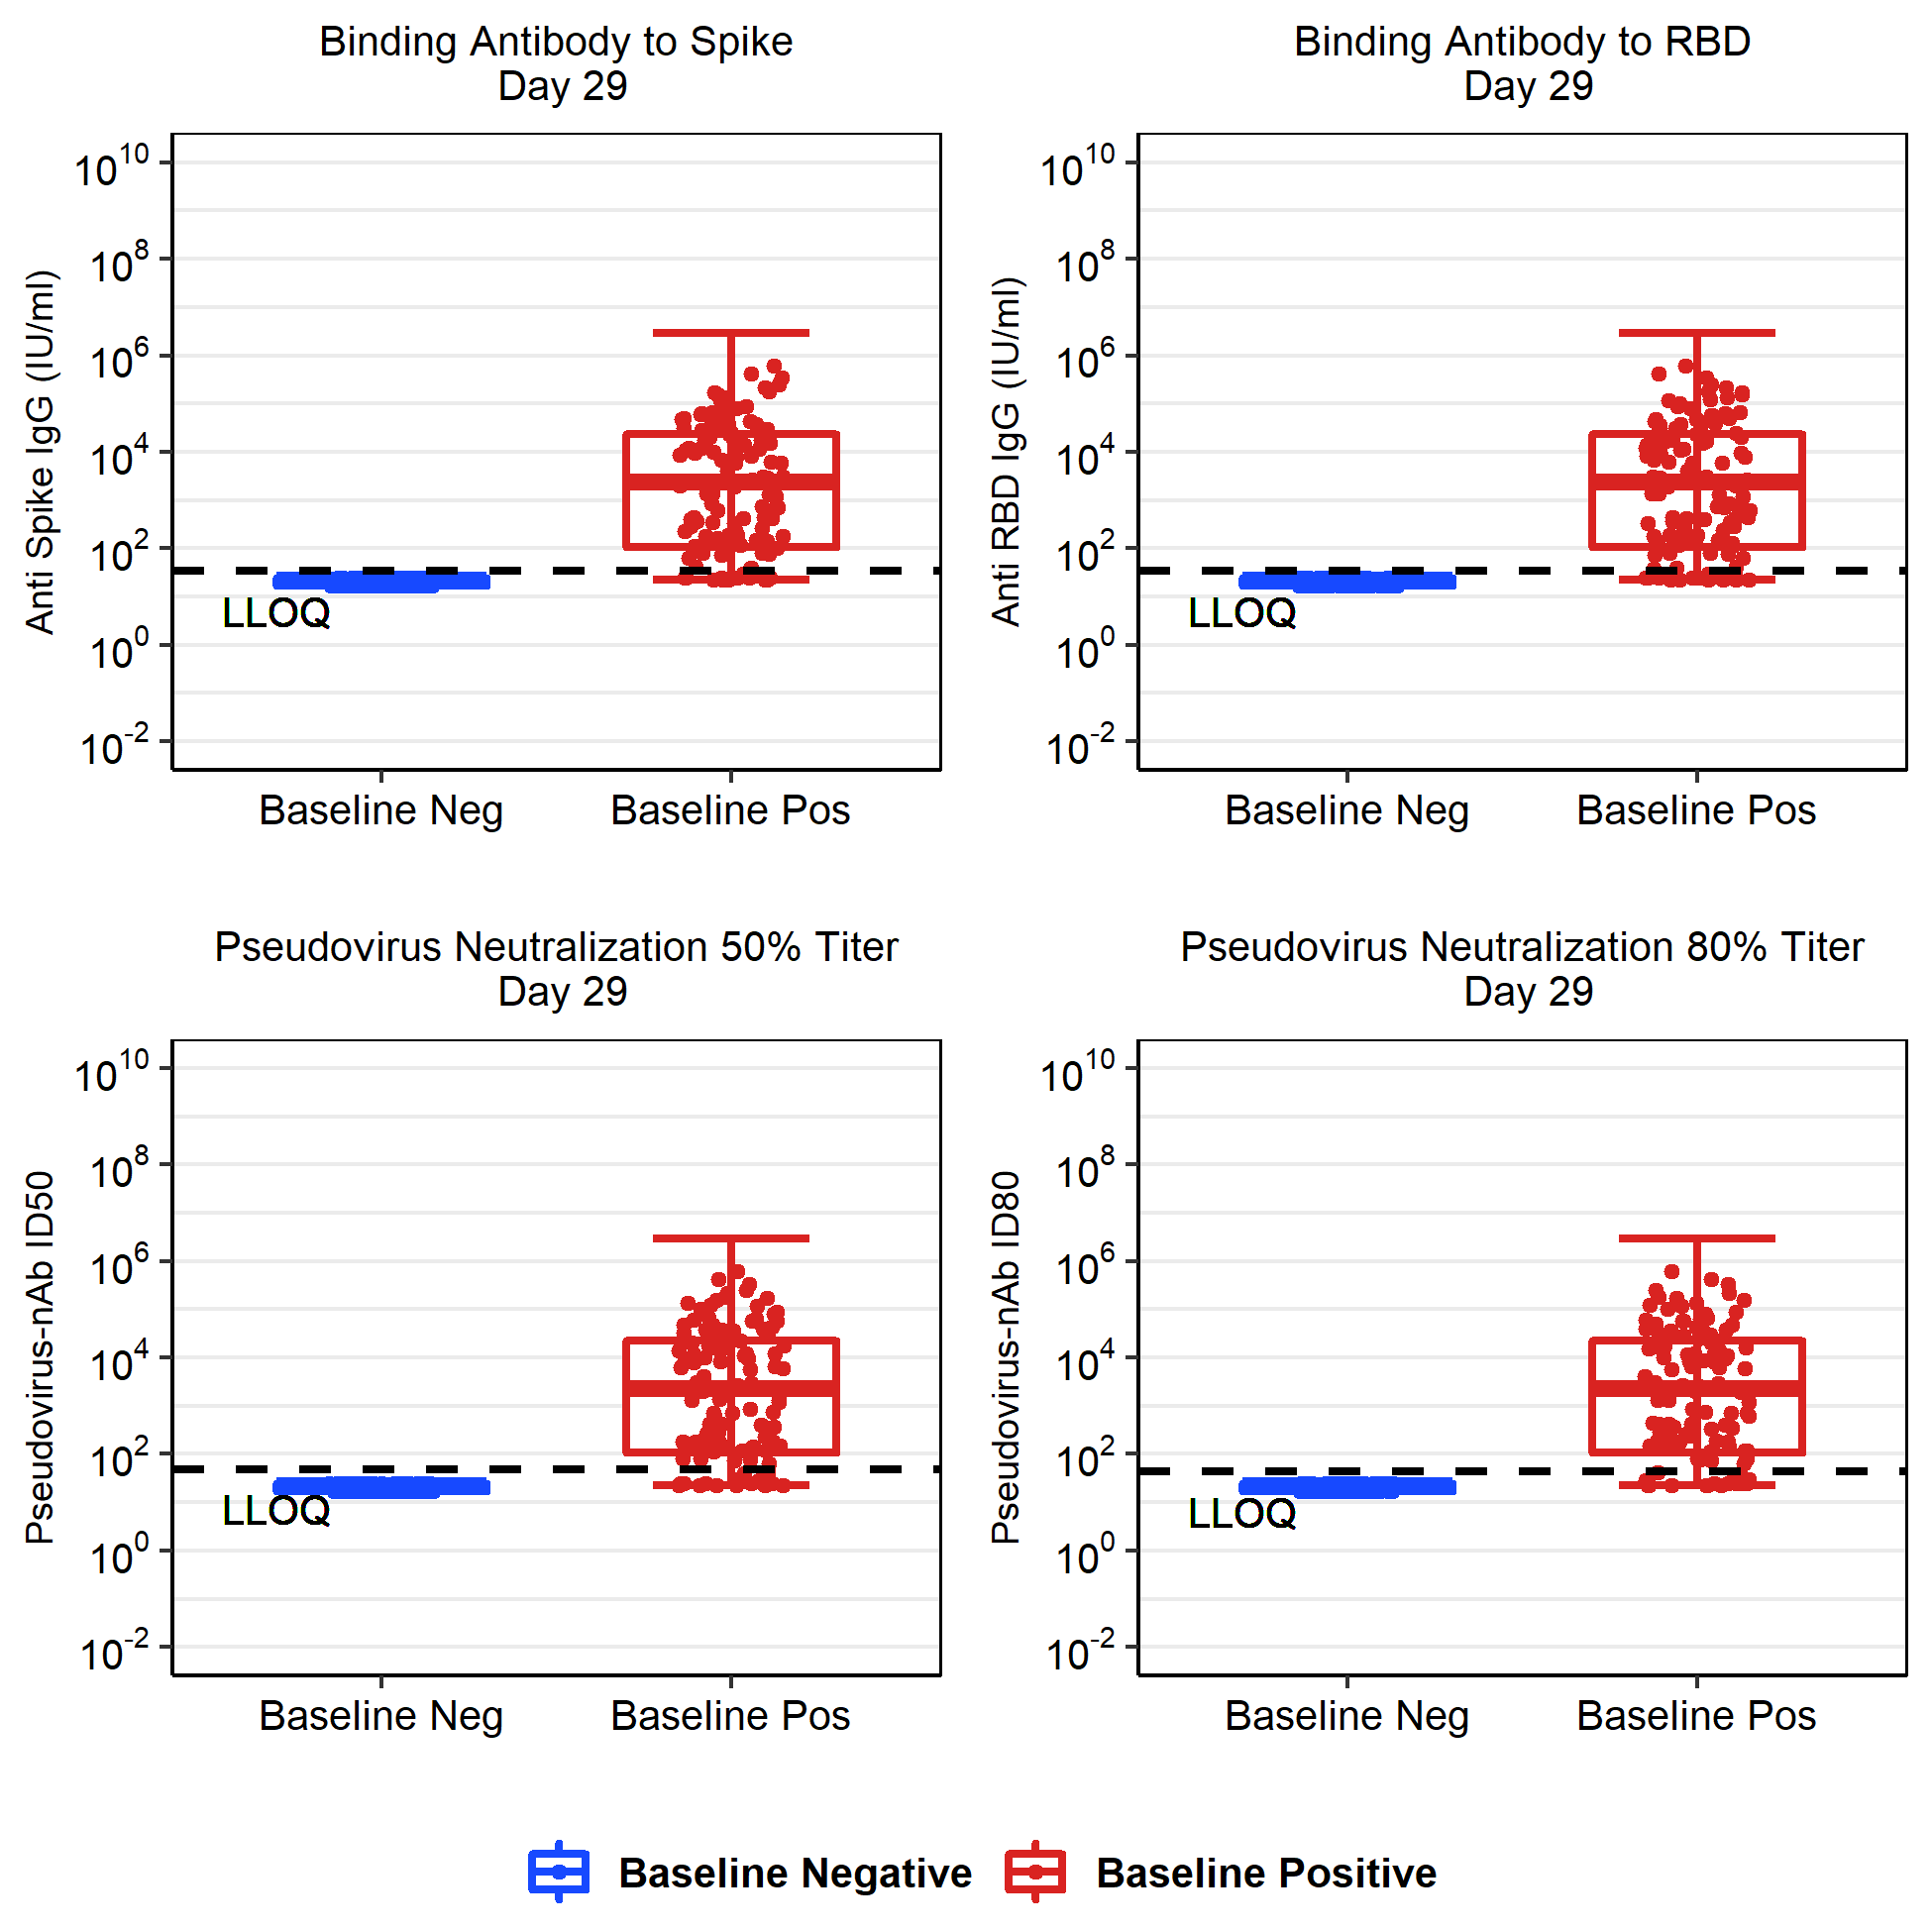 Binding Antibody to Spike
Day 29
Anti Spike IgG (IU/ml)
10^10
10^8
10^6
10^4
10^2
10^0
10^-2
LLOQ
Baseline Neg
Baseline Pos
Binding Antibody to RBD
Day 29
Anti RBD IgG (IU/ml)
10^10
10^8
10^6
10^4
10^2
10^0
10^-2
LLOQ
Baseline Neg
Baseline Pos
Pseudovirus Neutralization 50% Titer
Day 29
Pseudovirus-nAb ID50
10^10
10^8
10^6
10^4
10^2
10^0
10^-2
LLOQ
Baseline Neg
Baseline Pos
Pseudovirus Neutralization 80% Titer
Day 29
Pseudovirus-nAb ID80
10^10
10^8
10^6
10^4
10^2
10^0
10^-2
LLOQ
Baseline Neg
Baseline Pos
Baseline Negative
Baseline Positive